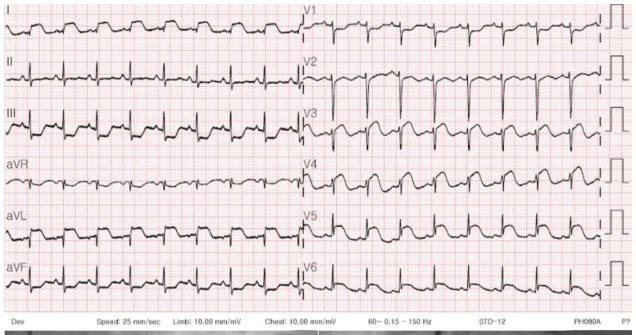 I V1
II V2
III V3
aVR V4
aVL V5
aVF V6
Dev Speed: 25 mm/sec Limb: 10.00 mm/mV Chest: 10.00 mm/mV 60~ 0.15 - 150 Hz STD-12 PH080A P?